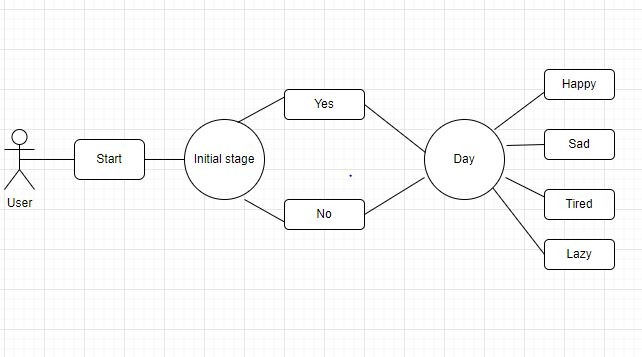 User
Start
Initial stage
Yes
No
Day
Happy
Sad
Tired
Lazy